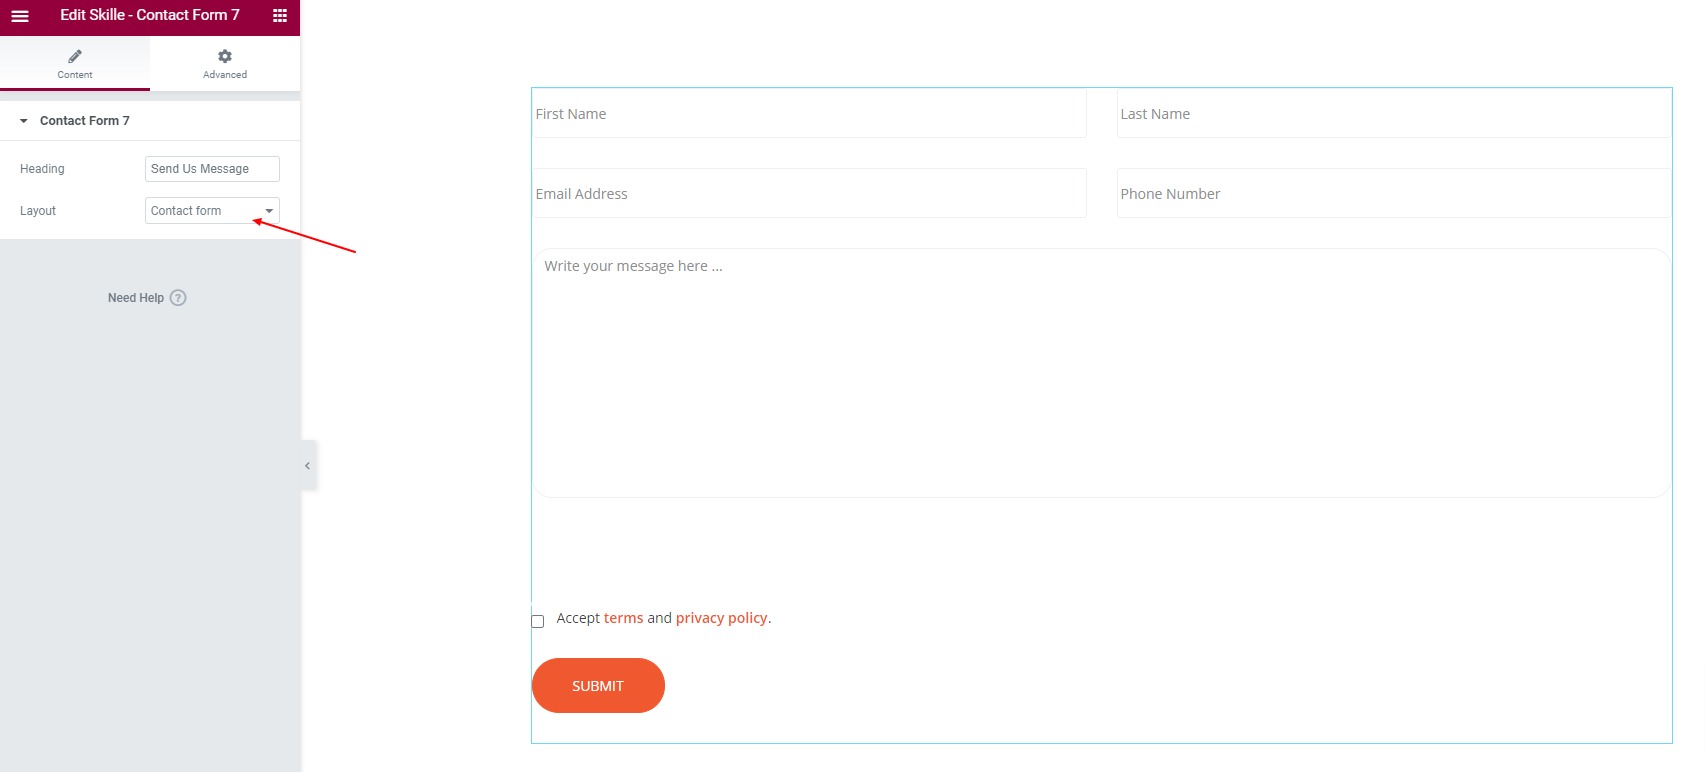 Edit Skille - Contact Form 7
Content
Advanced
Contact Form 7
Heading
Send Us Message
Layout
Contact form
Need Help ?
First Name
Last Name
Email Address
Phone Number
Write your message here ...
Accept terms and privacy policy.
SUBMIT